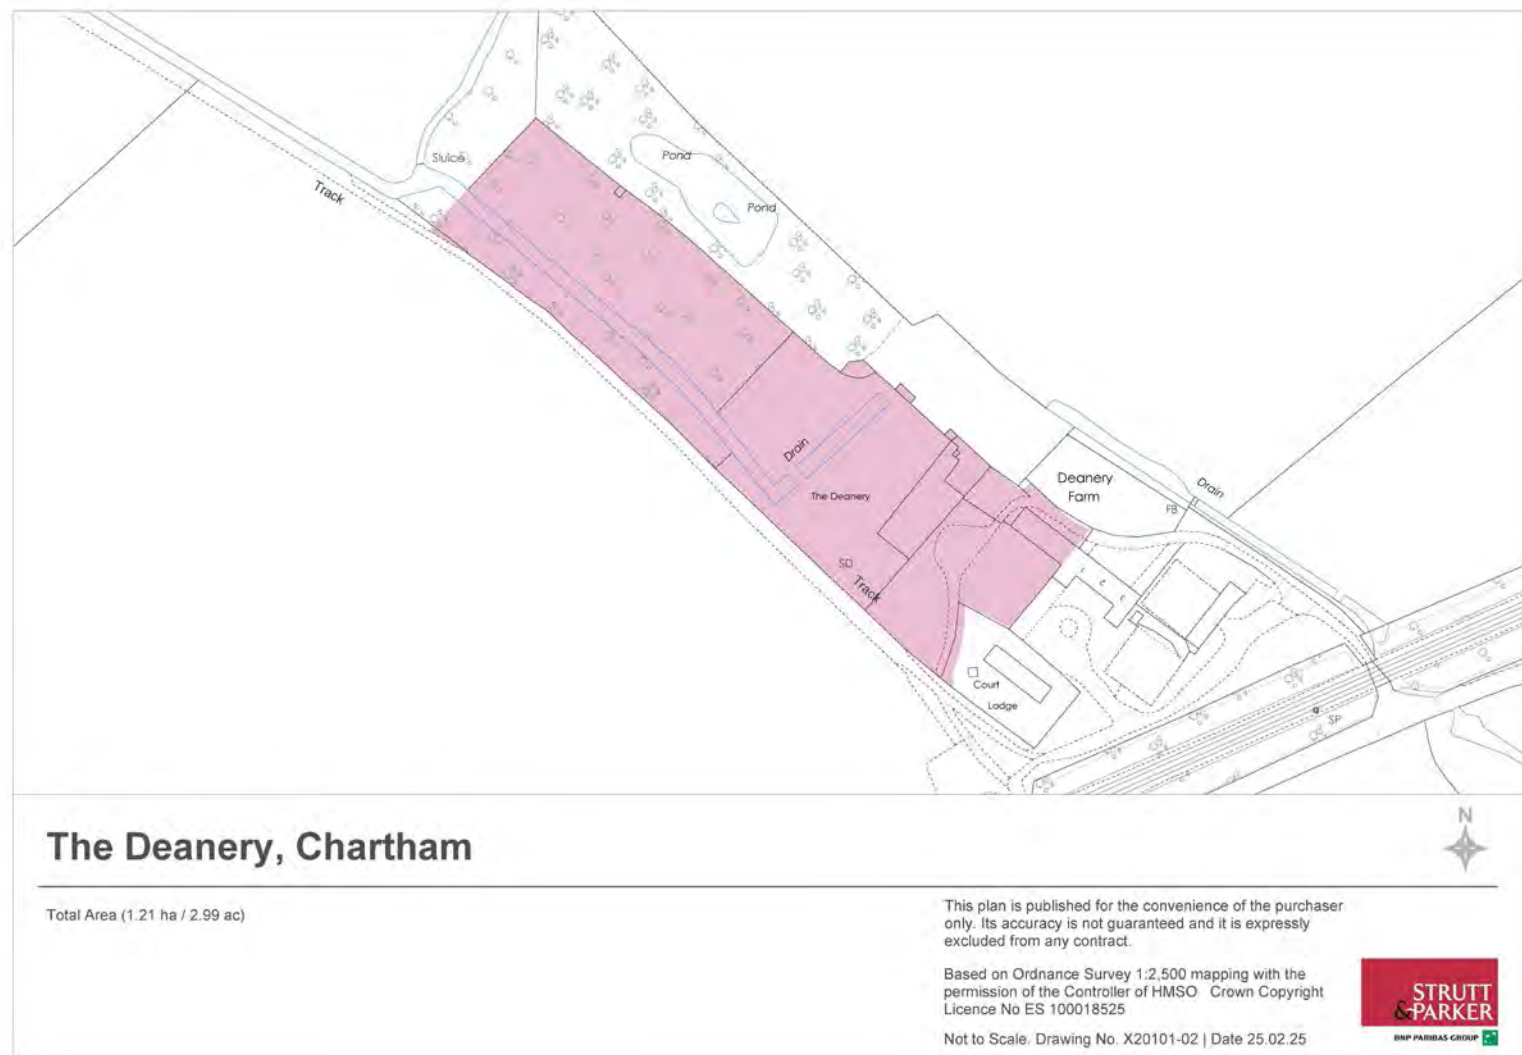 Sluice
Track
Pond
Pond
Drain
The Deanery
SD
Track
Deanery
Farm
Drain
FB
1
2
3
Court
Lodge
SP
The Deanery, Chartham
N
Total Area (1.21 ha / 2.99 ac)
This plan is published for the convenience of the purchaser
only. Its accuracy is not guaranteed and it is expressly
excluded from any contract.
Based on Ordnance Survey 1:2,500 mapping with the
permission of the Controller of HMSO Crown Copyright
Licence No ES 100018525
Not to Scale. Drawing No. X20101-02 | Date 25.02.25
STRUTT
&PARKER
BNP PARIBAS GROUP